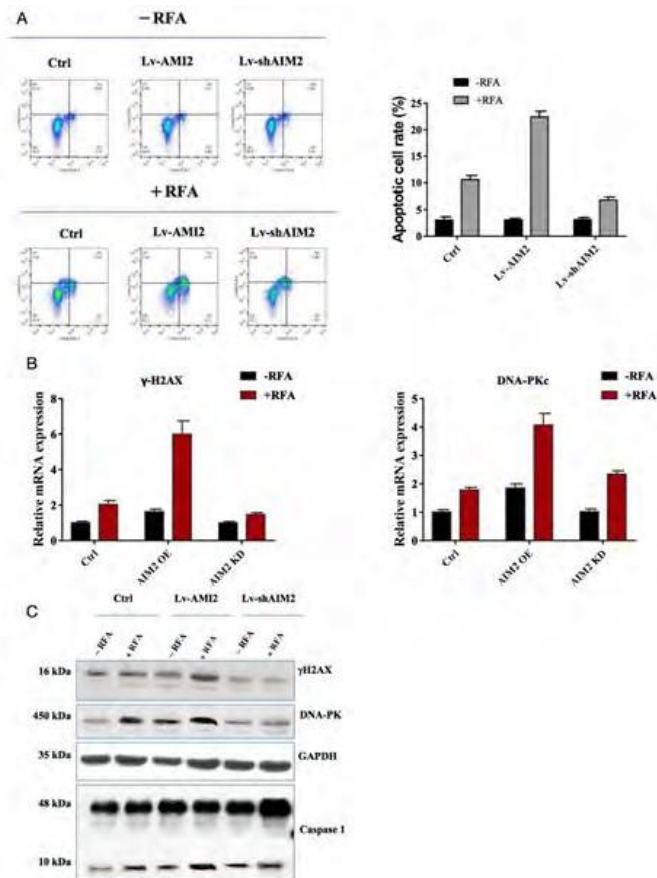 A
−RFA
Ctrl
Lv-AMI2
Lv-shAIM2
+RFA
Ctrl
Lv-AMI2
Lv-shAIM2
-RFA
+RFA
Apoptotic cell rate (%)
25
20
15
10
5
0
Ctrl
Lv-AIM2
Lv-shAIM2
B
γ-H2AX
-RFA
+RFA
Relative mRNA expression
8
6
4
2
0
Ctrl
AIM2 OE
AIM2 KD
DNA-PKc
-RFA
+RFA
Relative mRNA expression
5
4
3
2
1
0
Ctrl
AIM2 OE
AIM2 KD
C
Ctrl
Lv-AMI2
Lv-shAIM2
− RFA
+ RFA
− RFA
+ RFA
− RFA
+ RFA
16 kDa
γH2AX
450 kDa
DNA-PK
35 kDa
GAPDH
48 kDa
Caspase 1
10 kDa